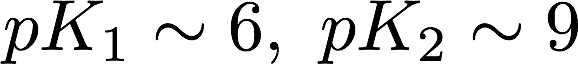 pK₁ ∼ 6, pK₂ ∼ 9